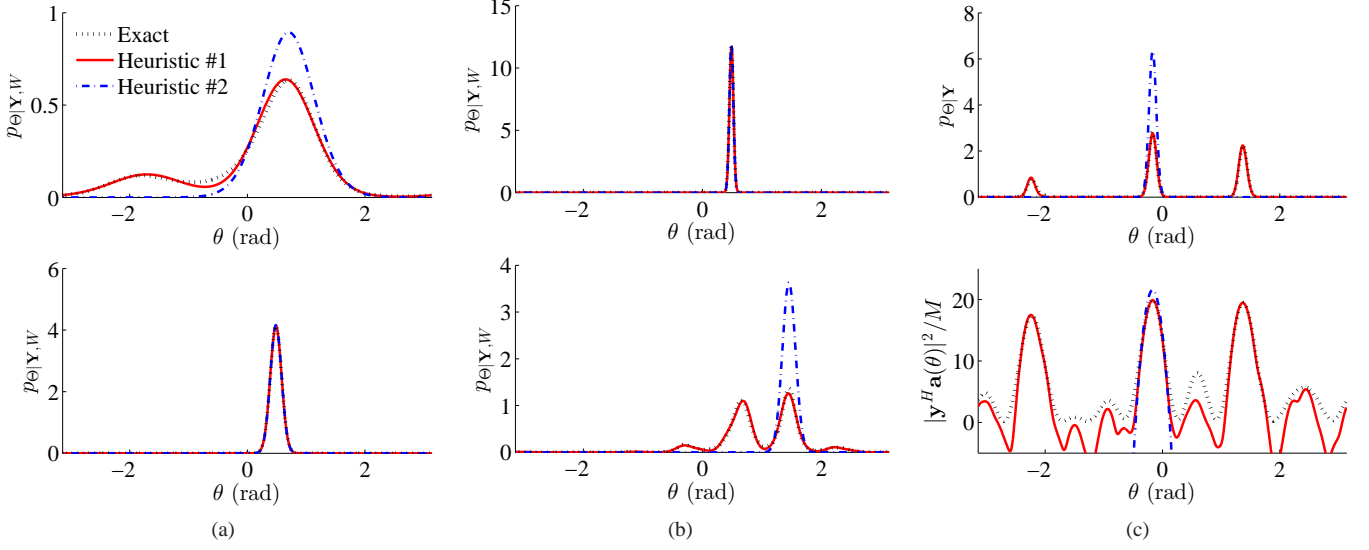 1
0.5
0
−2
0
2
p_{Θ|Y,W}
θ (rad)
Exact
Heuristic #1
Heuristic #2
15
10
5
0
−2
0
2
p_{Θ|Y,W}
θ (rad)
8
6
4
2
0
−2
0
2
p_{Θ|Y}
θ (rad)
6
4
2
0
−2
0
2
p_{Θ|Y,W}
θ (rad)
(a)
4
3
2
1
0
−2
0
2
p_{Θ|Y,W}
θ (rad)
(b)
20
10
0
−2
0
2
|y^H a(θ)|²/M
θ (rad)
(c)